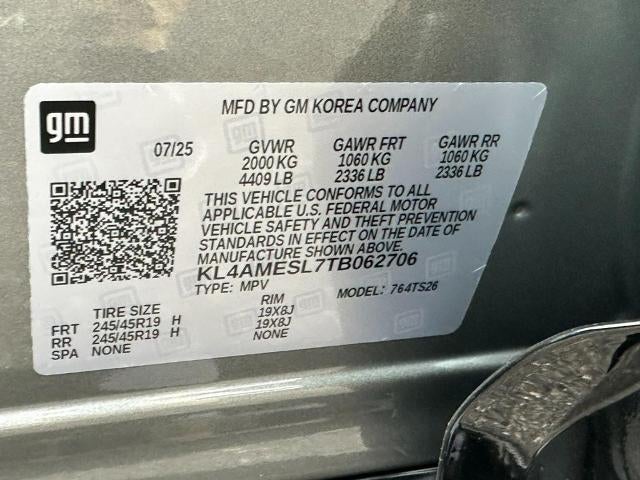 gm
MFD BY GM KOREA COMPANY
07/25 GVWR GAWR FRT GAWR RR
2000 KG 1060 KG 1060 KG
4409 LB 2336 LB 2336 LB
THIS VEHICLE CONFORMS TO ALL
APPLICABLE U.S. FEDERAL MOTOR
VEHICLE SAFETY AND THEFT PREVENTION
STANDARDS IN EFFECT ON THE DATE OF
MANUFACTURE SHOWN ABOVE.
KL4AMESL7TB062706
TYPE: MPV MODEL: 764TS26
TIRE SIZE RIM
FRT 245/45R19 H 19X8J
RR 245/45R19 H 19X8J
SPA NONE NONE